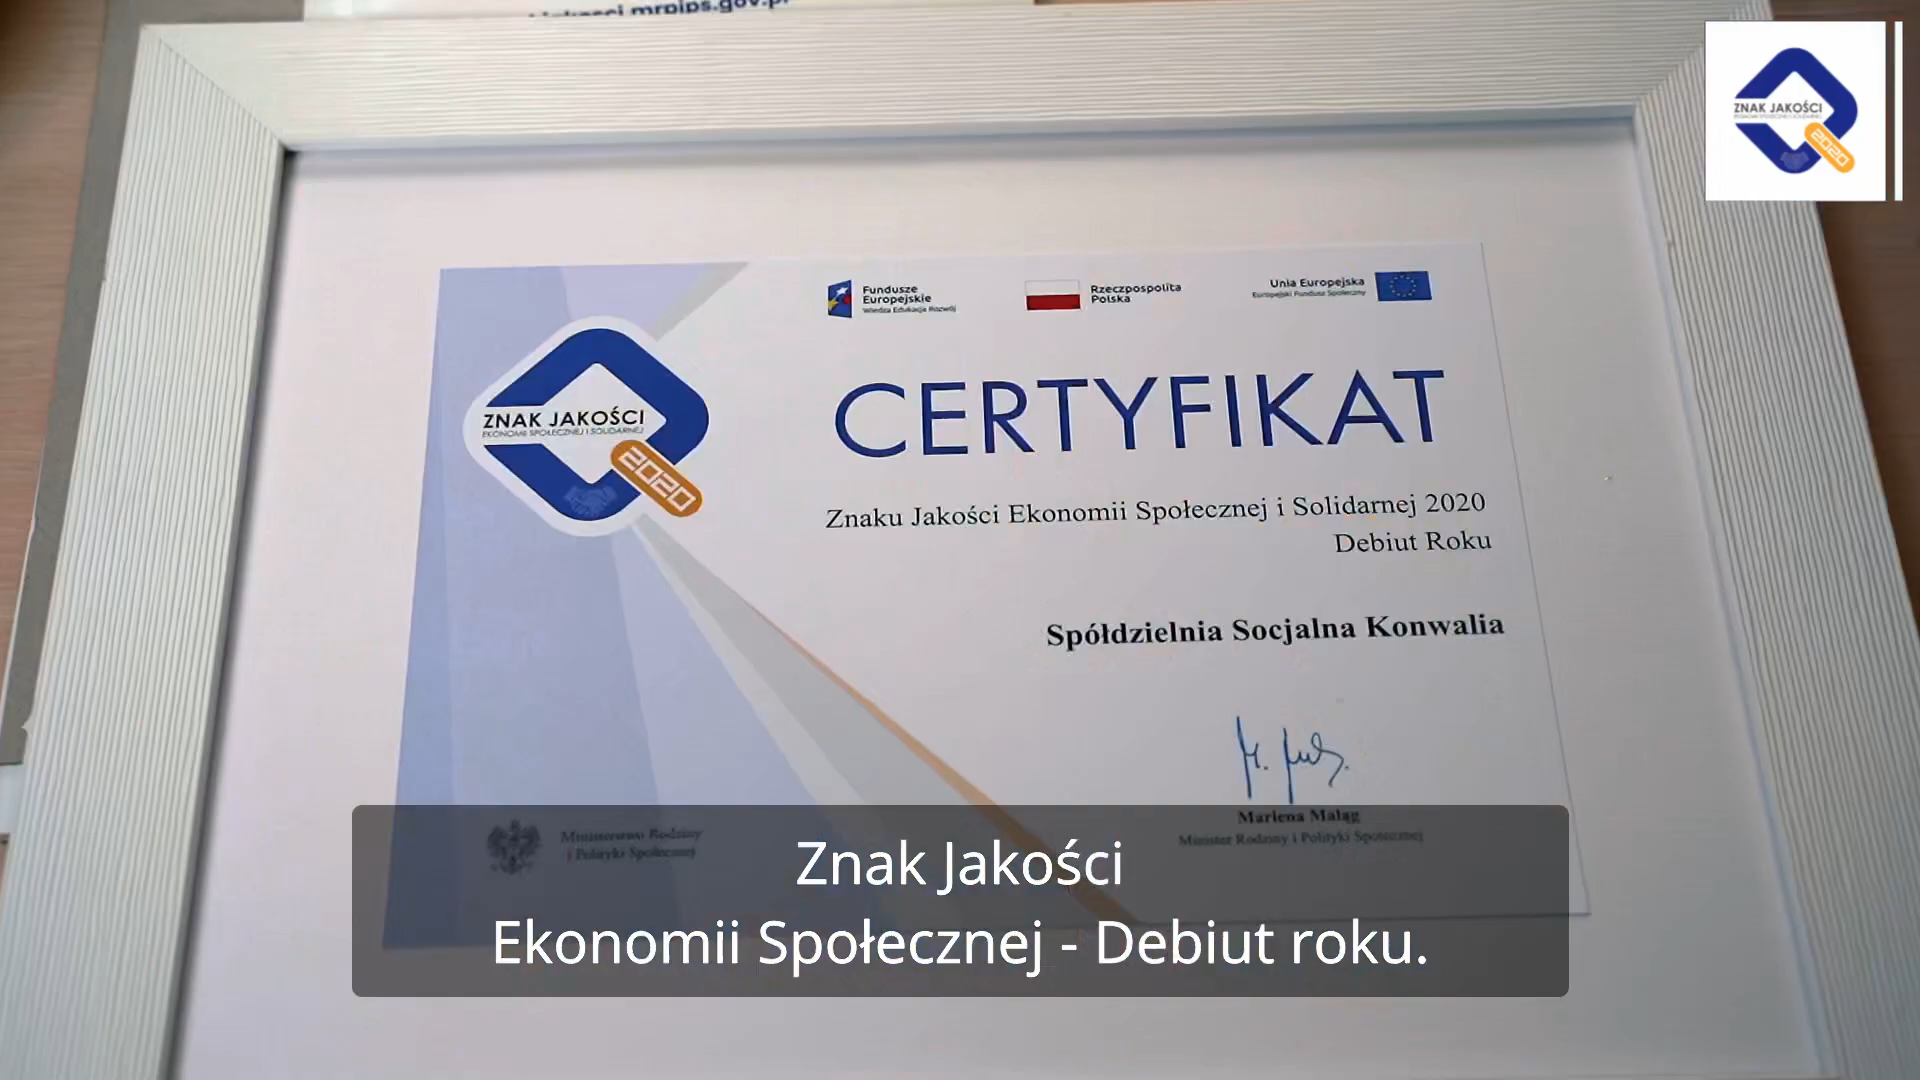 znakjakosci.mrpips.gov.pl
ZNAK JAKOŚCI
EKONOMII SPOŁECZNEJ I SOLIDARNEJ
2020
Fundusze
Europejskie
Wiedza Edukacja Rozwój
Rzeczpospolita
Polska
Unia Europejska
Europejski Fundusz Społeczny
ZNAK JAKOŚCI
EKONOMII SPOŁECZNEJ I SOLIDARNEJ
2020
CERTYFIKAT
Znaku Jakości Ekonomii Społecznej i Solidarnej 2020
Debiut Roku
Spółdzielnia Socjalna Konwalia
Marlena Maląg
Minister Rodziny i Polityki Społecznej
Ministerstwo Rodziny
i Polityki Społecznej
Znak Jakości
Ekonomii Społecznej - Debiut roku.